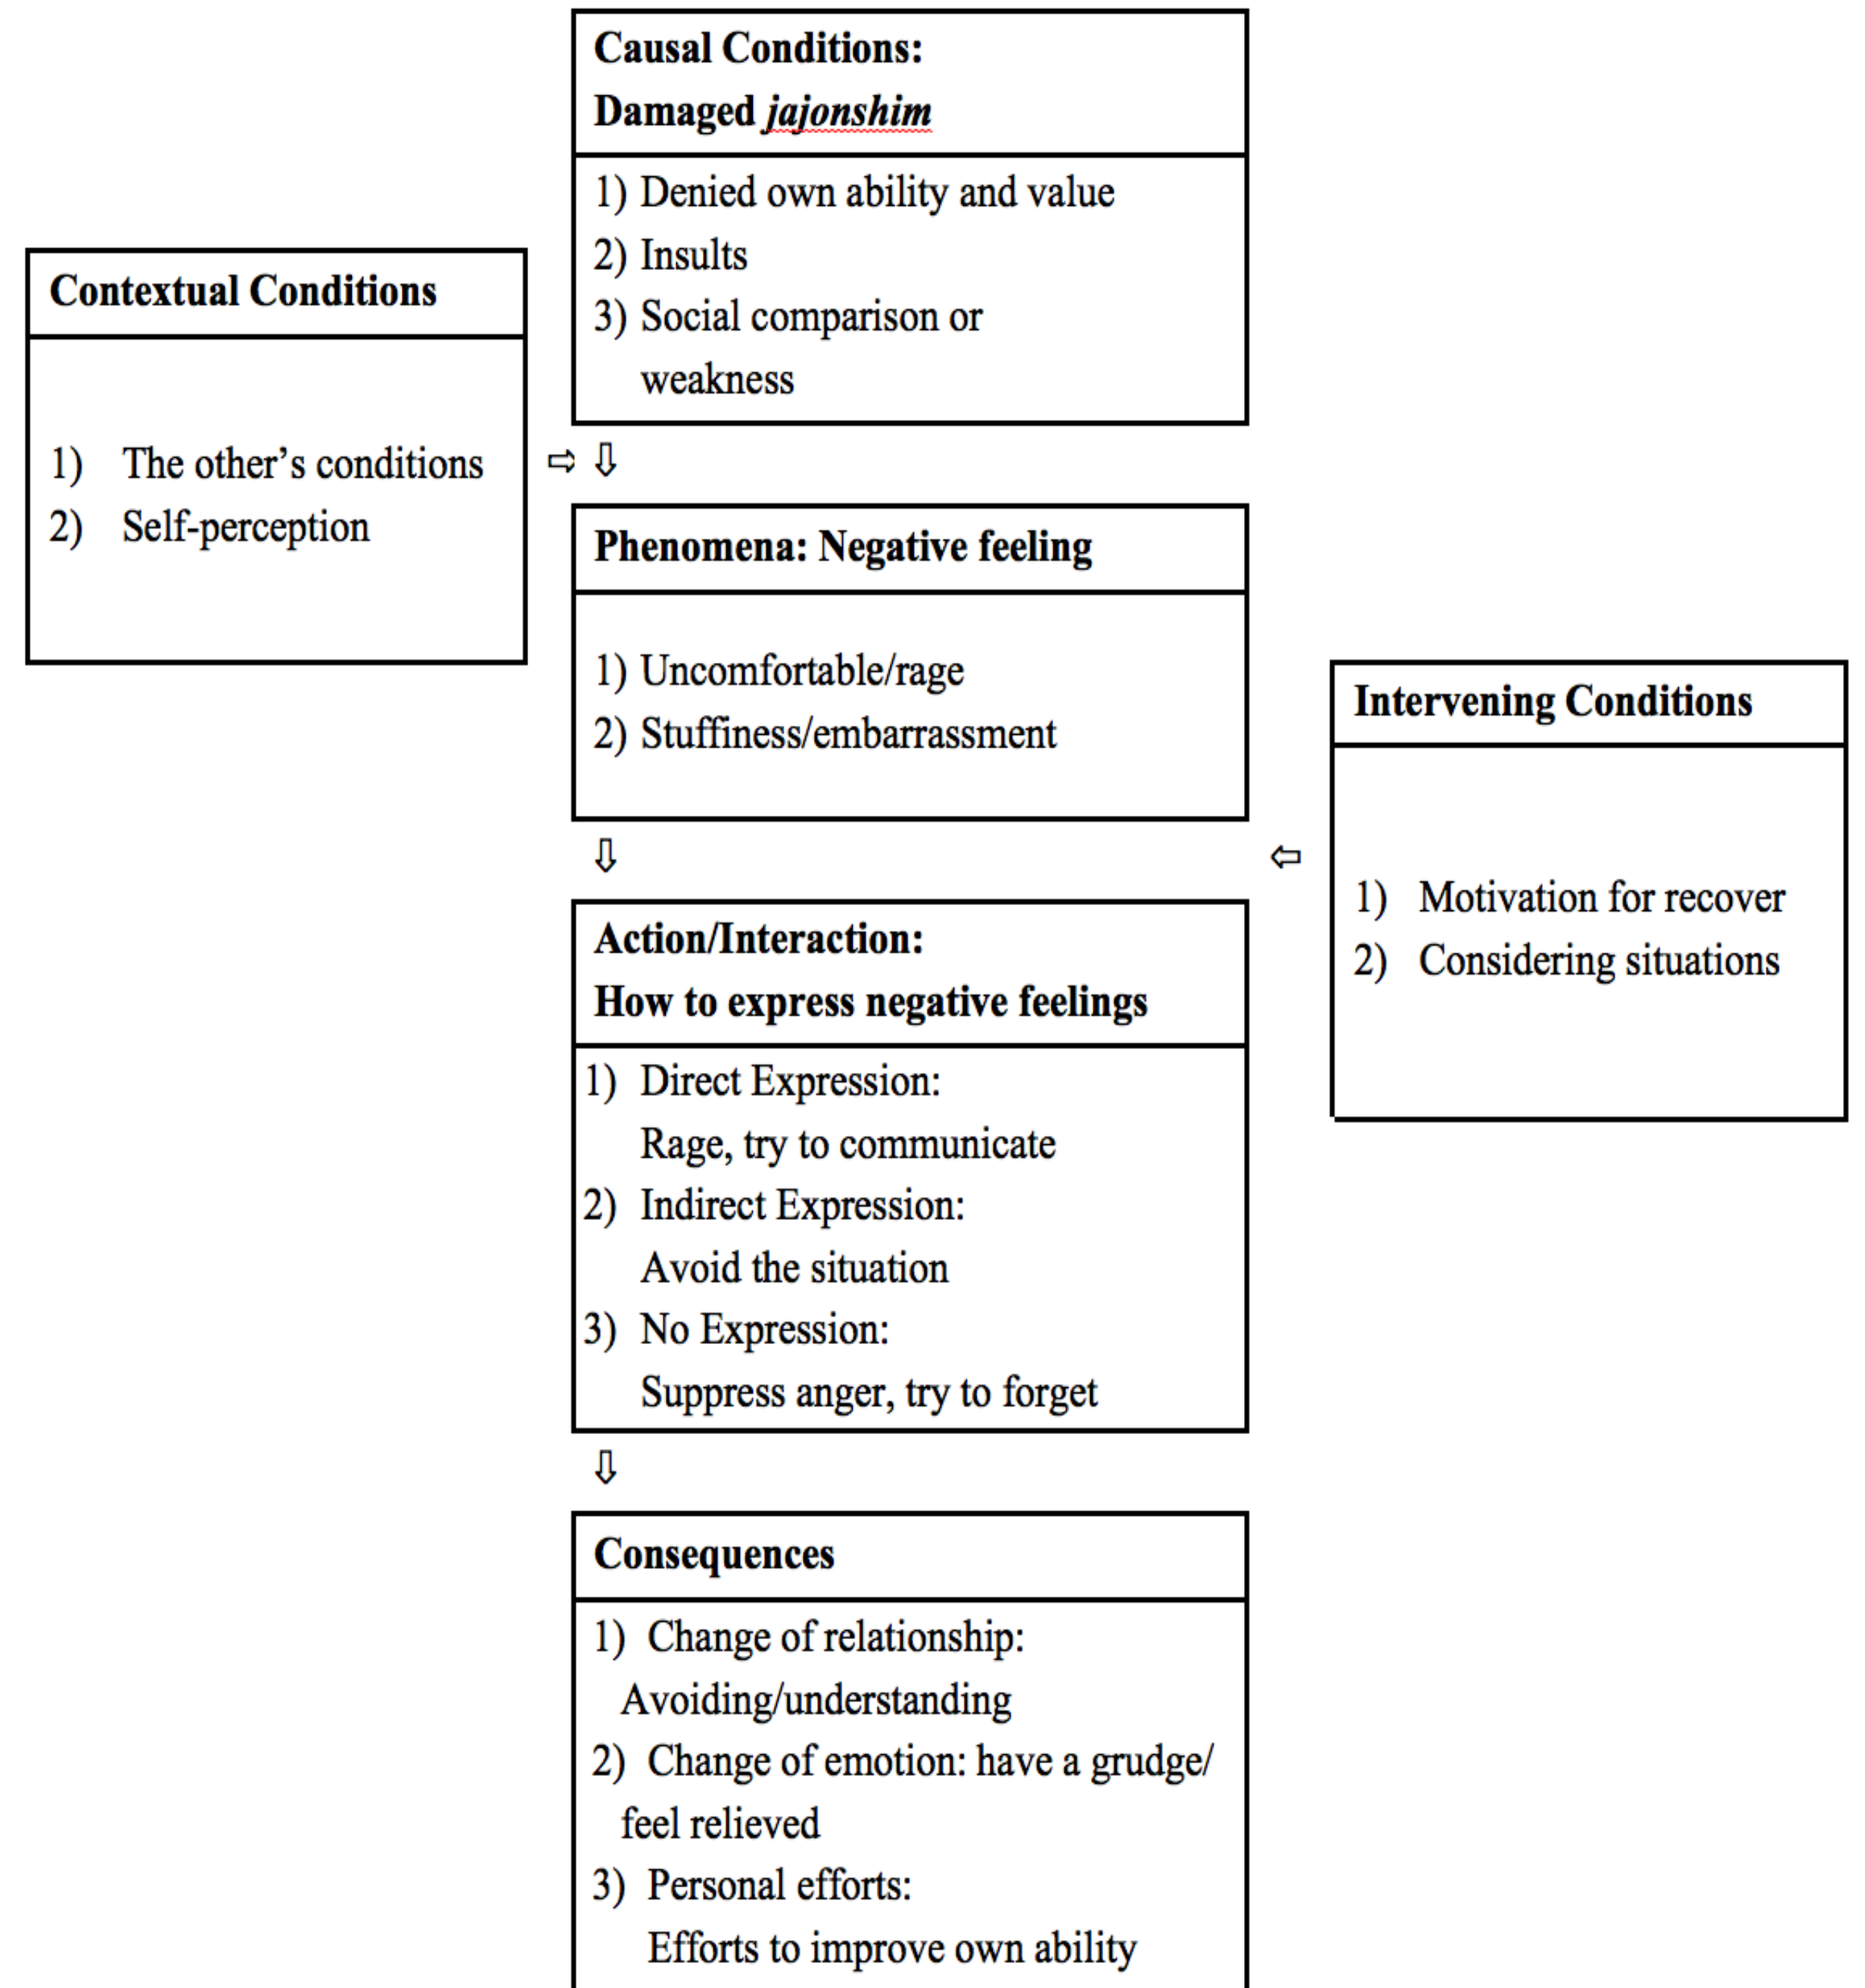 Causal Conditions:
Damaged jajonshim
1) Denied own ability and value
2) Insults
3) Social comparison or
weakness
Contextual Conditions
1) The other’s conditions
2) Self-perception
⇨ ⇩
Phenomena: Negative feeling
1) Uncomfortable/rage
2) Stuffiness/embarrassment
⇩
⇦
Intervening Conditions
1) Motivation for recover
2) Considering situations
Action/Interaction:
How to express negative feelings
1) Direct Expression:
Rage, try to communicate
2) Indirect Expression:
Avoid the situation
3) No Expression:
Suppress anger, try to forget
⇩
Consequences
1) Change of relationship:
Avoiding/understanding
2) Change of emotion: have a grudge/
feel relieved
3) Personal efforts:
Efforts to improve own ability